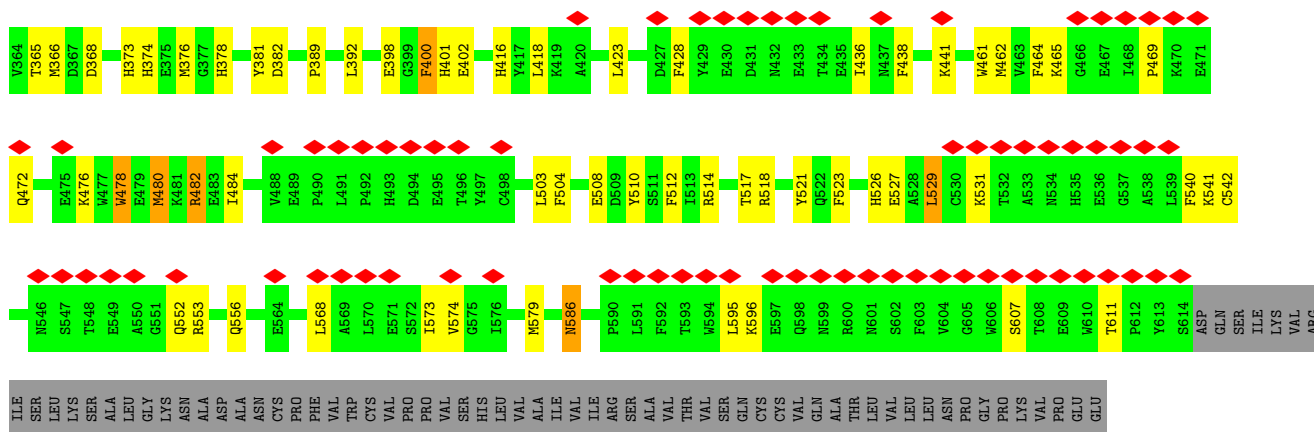 V364 T365 M366 D367 D368 H373 H374 E375 M376 G377 H378 Y381 D382 P389 L392 E398 G399 F400 H401 E402 H416 Y417 L418 K419 A420 L423 D427 F428 Y429 E430 D431 N432 E433 T434 E435 I436 N437 F438 K441 W461 M462 V463 F464 K465 G466 E467 I468 P469 K470 E471
Q472 E475 K476 W477 W478 E479 M480 K481 R482 E483 I484 V488 E489 P490 L491 P492 H493 D494 E495 T496 Y497 C498 L503 F504 E508 D509 Y510 S511 F512 I513 R514 T517 R518 Y521 Q522 F523 H526 E527 A528 L529 C530 K531 T532 A533 N534 H535 E536 G537 A538 L539 F540 K541 C542
N546 S547 T548 E549 A550 G551 Q552 R553 Q556 E564 L568 A569 L570 E571 S572 I573 V574 G575 I576 M579 N586 P590 L591 F592 T593 W594 L595 K596 E597 Q598 N599 R600 N601 S602 F603 V604 G605 W606 S607 T608 E609 W610 T611 P612 Y613 S614 ASP GLN SER ILE LYS VAL ARG
ILE SER LEU LYS SER ALA LEU GLY LYS ASN ALA ASP ALA ASN CYS PRO PHE VAL TRP CYS VAL PRO PRO VAL SER HIS LEU VAL ALA ILE VAL ILE ARG SER ALA VAL THR VAL SER GLN CYS CYS VAL GLN ALA THR LEU VAL LEU LEU ASN PRO GLY PRO LYS VAL PRO GLU GLU